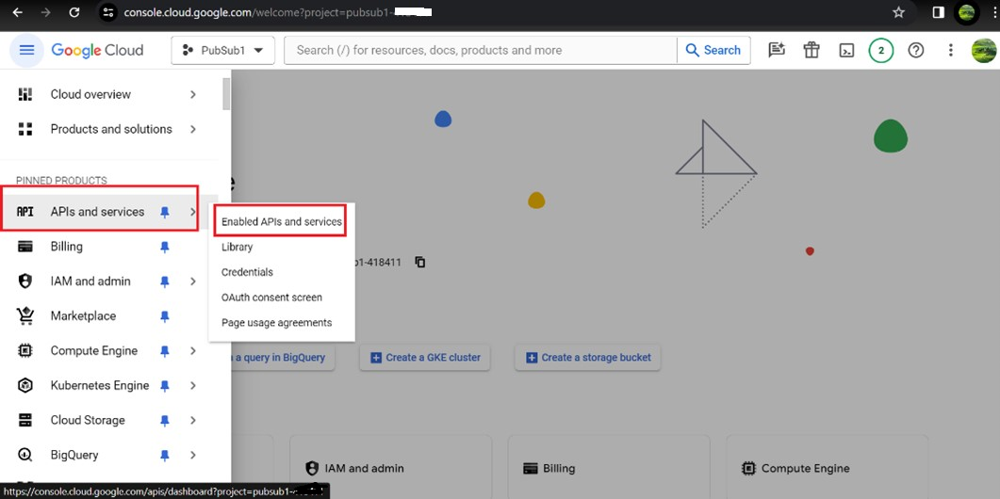 console.cloud.google.com/welcome?project=pubsub1-
Google Cloud
PubSub1
Search (/) for resources, docs, products and more
Search
2
Cloud overview
Products and solutions
PINNED PRODUCTS
API APIs and services
Billing
IAM and admin
Marketplace
Compute Engine
Kubernetes Engine
Cloud Storage
BigQuery
Enabled APIs and services
Library
Credentials
OAuth consent screen
Page usage agreements
b1-418411
a query in BigQuery
Create a GKE cluster
Create a storage bucket
IAM and admin
Billing
Compute Engine
https://console.cloud.google.com/apis/dashboard?project=pubsub1-